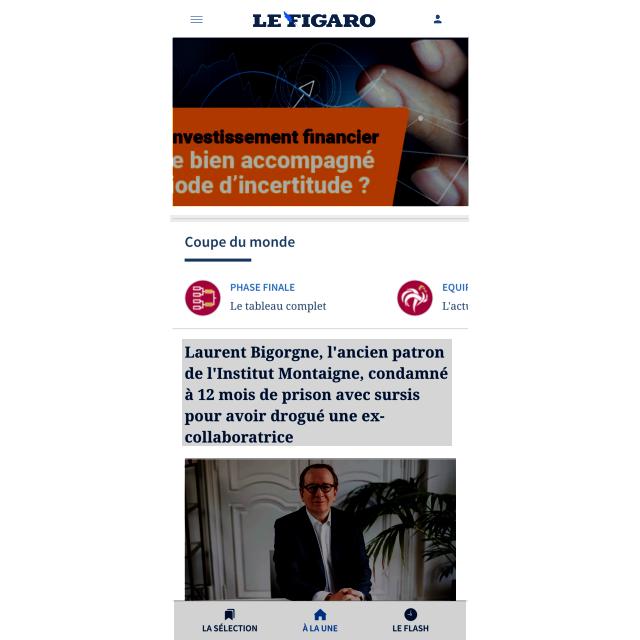 LE FIGARO
nvestissement financier
e bien accompagné
iode d'incertitude ?
Coupe du monde
PHASE FINALE
Le tableau complet
EQUIP
L'actu
Laurent Bigorgne, l'ancien patron
de l'Institut Montaigne, condamné
à 12 mois de prison avec sursis
pour avoir drogué une ex-
collaboratrice
LA SÉLECTION
À LA UNE
LE FLASH